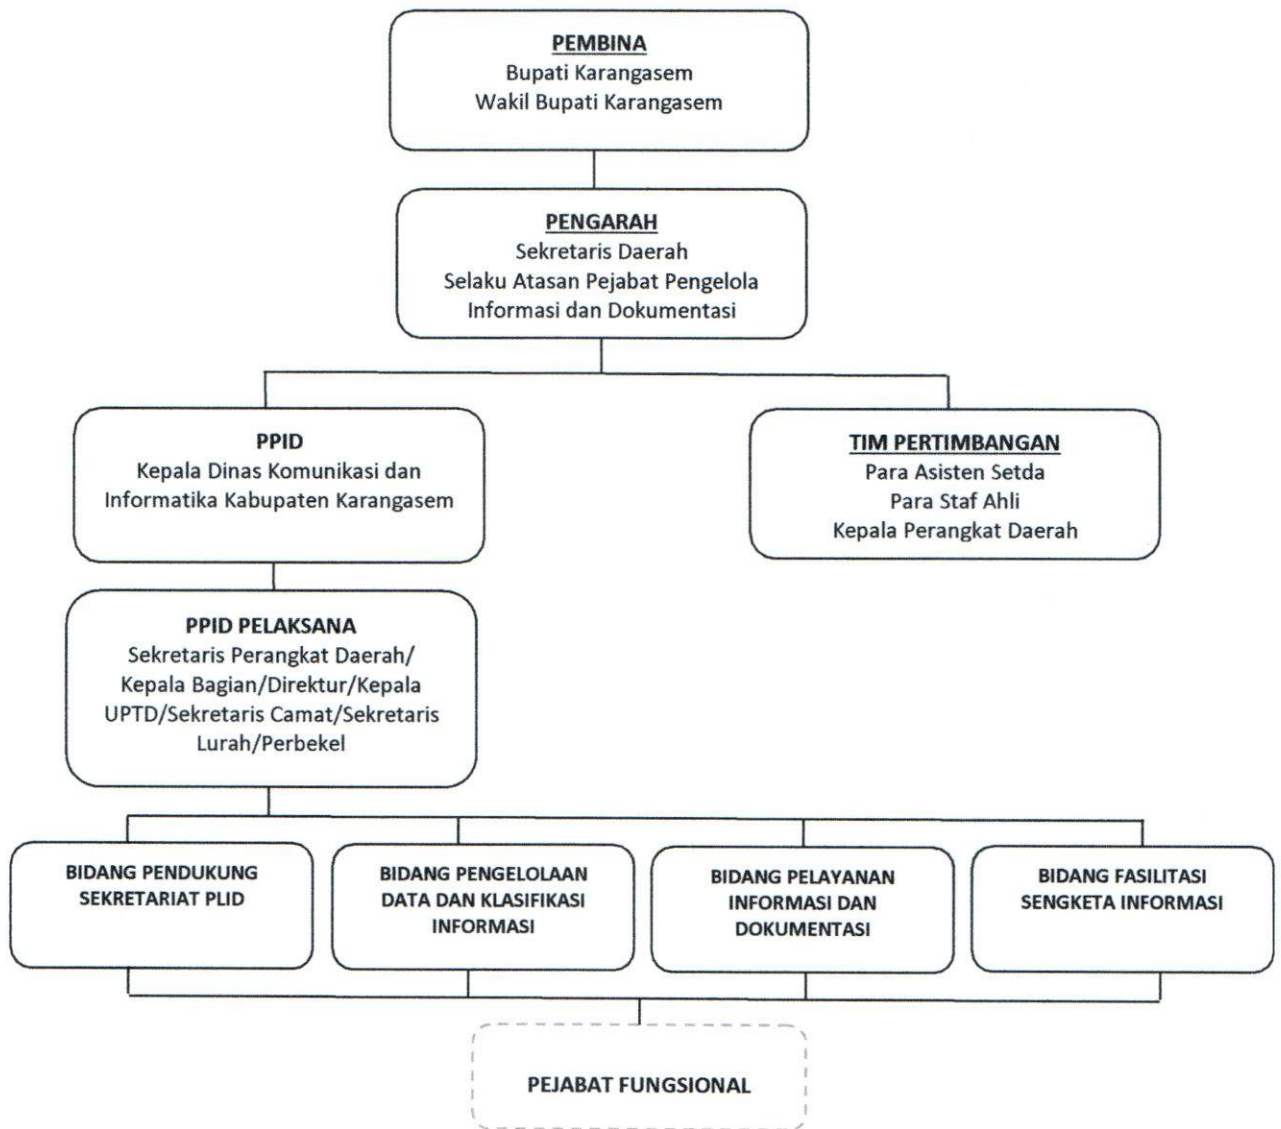 PEMBINA
Bupati Karangasem
Wakil Bupati Karangasem
PENGARAH
Sekretaris Daerah
Selaku Atasan Pejabat Pengelola
Informasi dan Dokumentasi
PPID
Kepala Dinas Komunikasi dan
Informatika Kabupaten Karangasem
TIM PERTIMBANGAN
Para Asisten Setda
Para Staf Ahli
Kepala Perangkat Daerah
PPID PELAKSANA
Sekretaris Perangkat Daerah/
Kepala Bagian/Direktur/Kepala
UPTD/Sekretaris Camat/Sekretaris
Lurah/Perbekel
BIDANG PENDUKUNG
SEKRETARIAT PLID
BIDANG PENGELOLAAN
DATA DAN KLASIFIKASI
INFORMASI
BIDANG PELAYANAN
INFORMASI DAN
DOKUMENTASI
BIDANG FASILITASI
SENGKETA INFORMASI
PEJABAT FUNGSIONAL